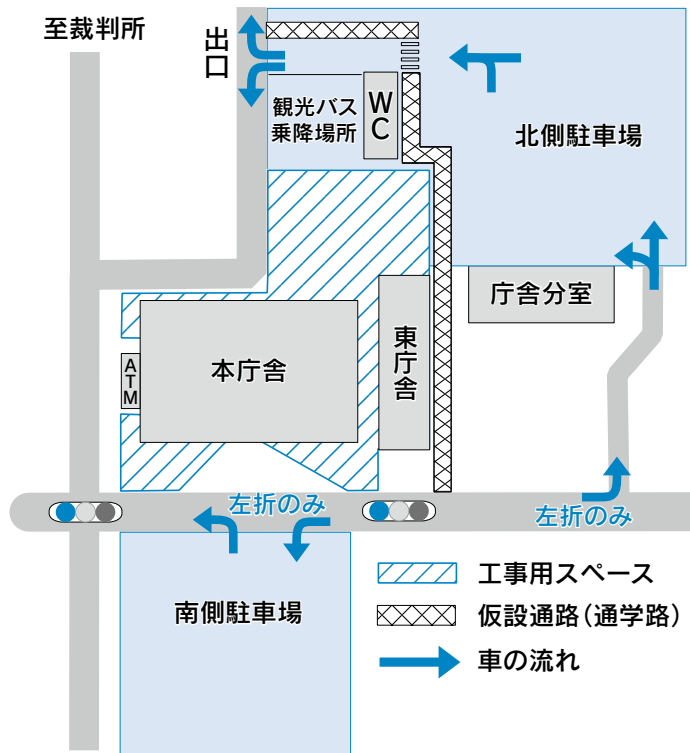 至裁判所
出口
観光バス
乗降場所
WC
北側駐車場
庁舎分室
本庁舎
東庁舎
ATM
左折のみ
左折のみ
南側駐車場
工事用スペース
仮設通路(通学路)
車の流れ